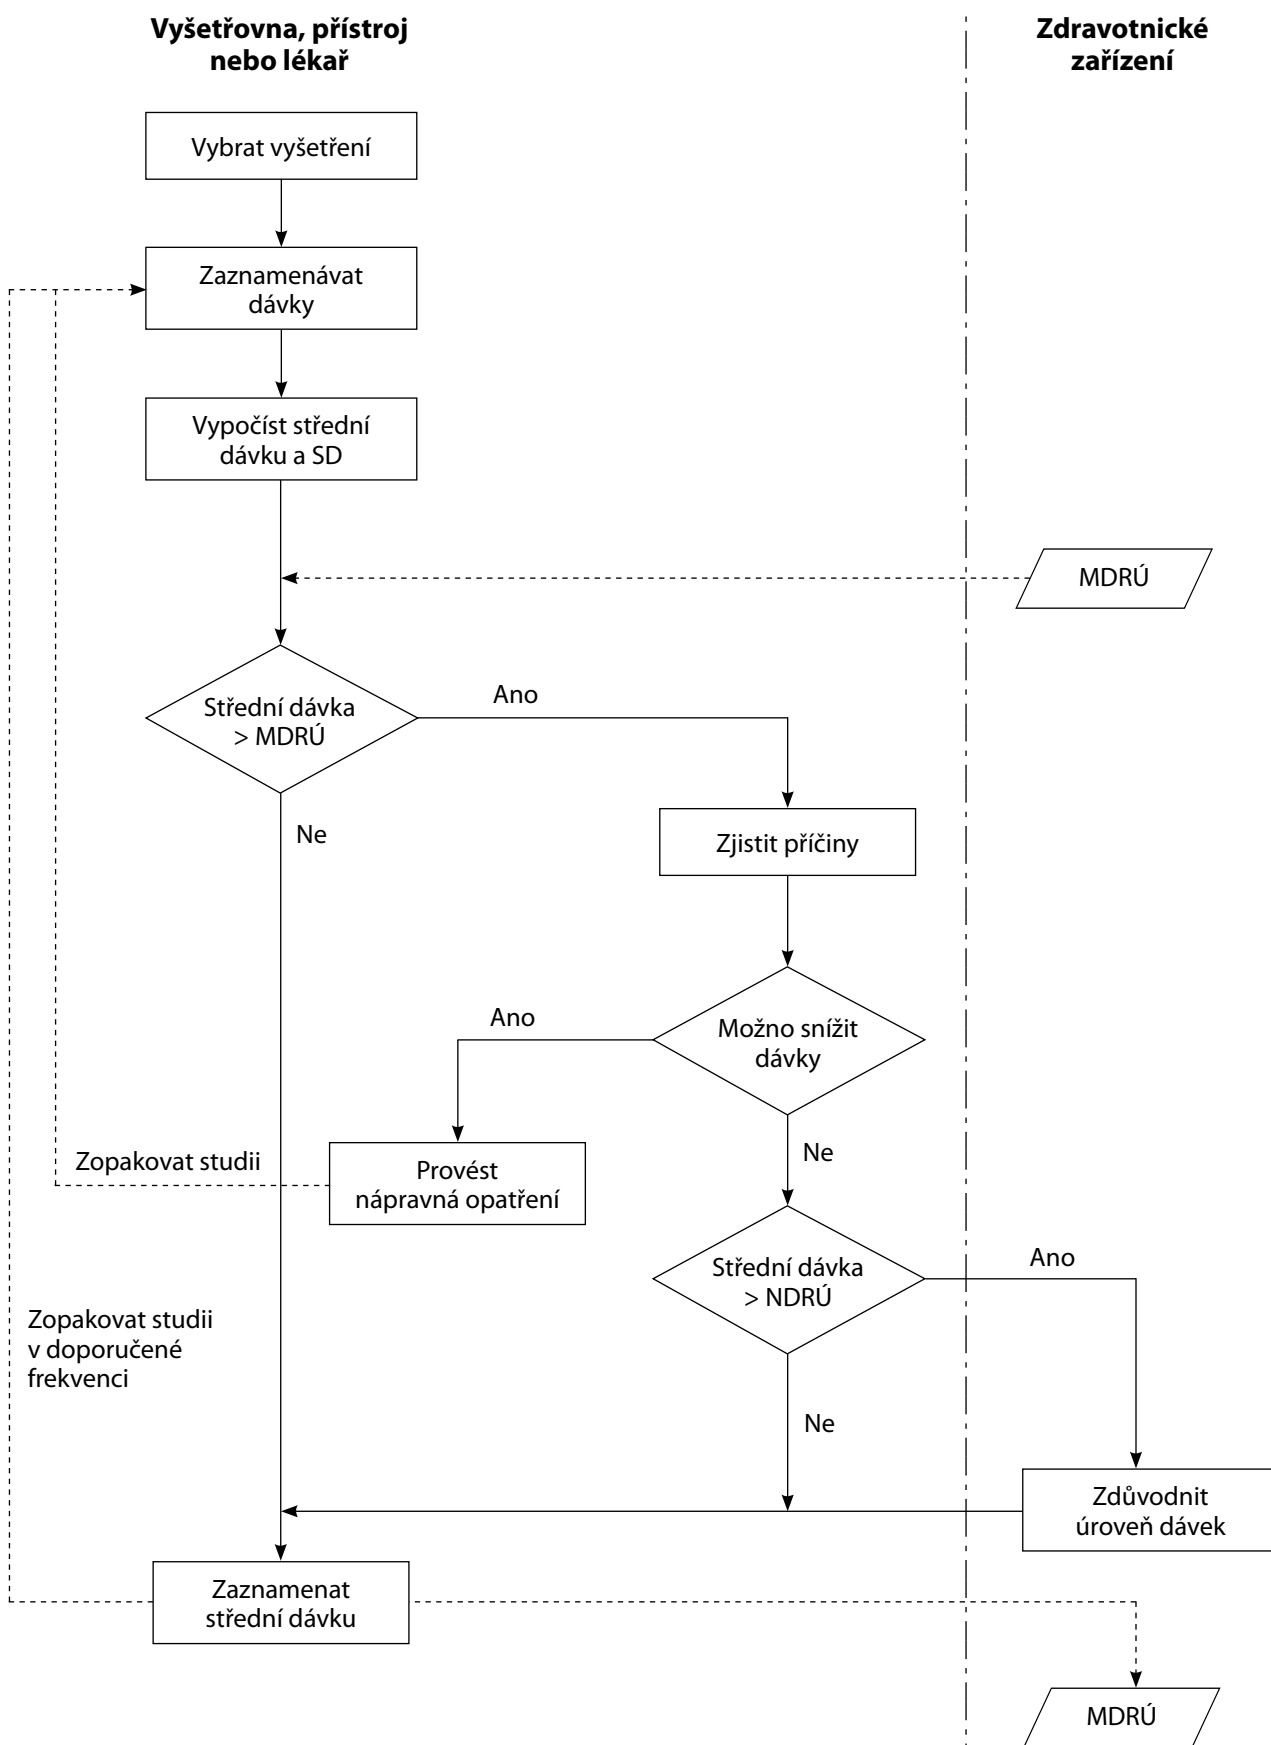 Vyšetřovna, přístroj
nebo lékař
Zdravotnické
zařízení
Vybrat vyšetření
Zaznamenávat
dávky
Vypočíst střední
dávku a SD
MDRÚ
Střední dávka
> MDRÚ
Ano
Ne
Zjistit příčiny
Možno snížit
dávky
Ano
Ne
Zopakovat studii
Provést
nápravná opatření
Střední dávka
> NDRÚ
Ano
Ne
Zopakovat studii
v doporučené
frekvenci
Zdůvodnit
úroveň dávek
Zaznamenat
střední dávku
MDRÚ